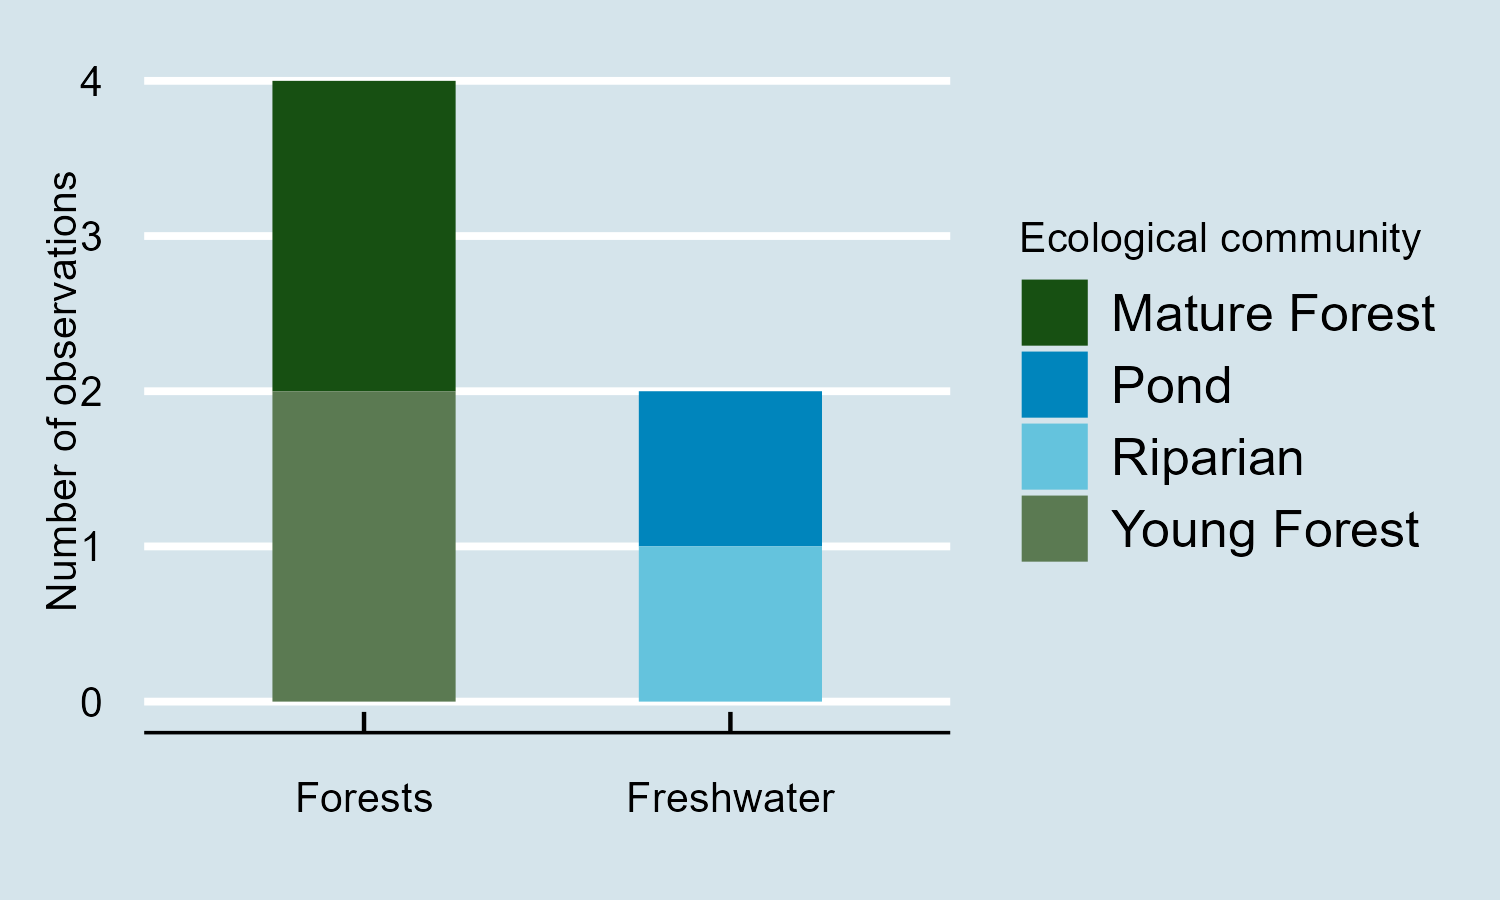 Number of observations
4
3
2
1
0
Forests
Freshwater
Ecological community
Mature Forest
Pond
Riparian
Young Forest